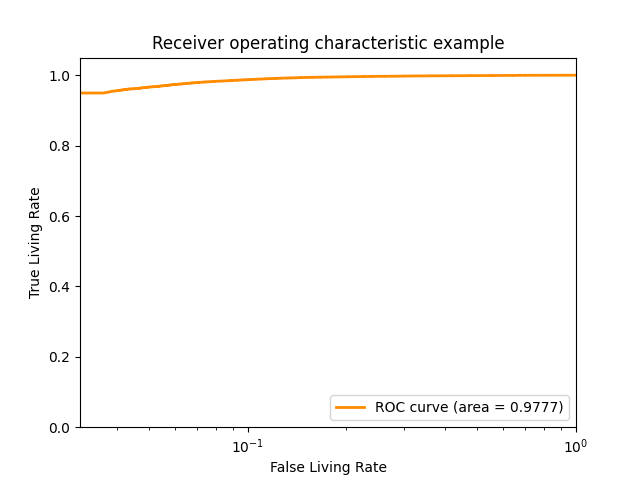 Receiver operating characteristic example
True Living Rate
1.0
0.8
0.6
0.4
0.2
0.0
ROC curve (area = 0.9777)
10⁻¹
10⁰
False Living Rate